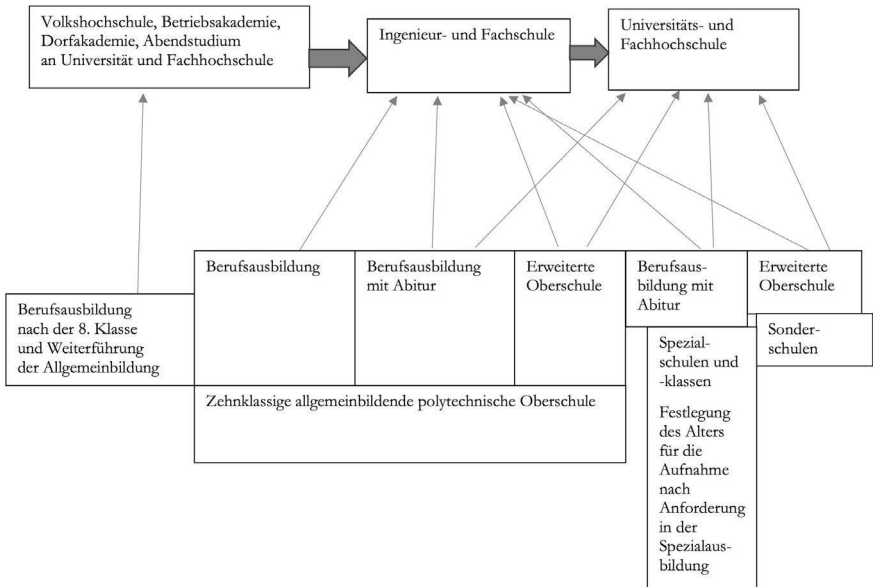 Volkshochschule, Betriebsakademie,
Dorfakademie, Abendstudium
an Universität und Fachhochschule
Ingenieur- und Fachschule
Universitäts- und
Fachhochschule
Berufsausbildung
nach der 8. Klasse
und Weiterführung
der Allgemeinbildung
Berufsausbildung
Berufsausbildung
mit Abitur
Erweiterte
Oberschule
Berufsaus-
bildung mit
Abitur
Erweiterte
Oberschule
Zehnklassige allgemeinbildende polytechnische Oberschule
Spezial-
schulen und
-klassen
Festlegung
des Alters
für die
Aufnahme
nach
Anforderung
in der
Spezialaus-
bildung
Sonder-
schulen